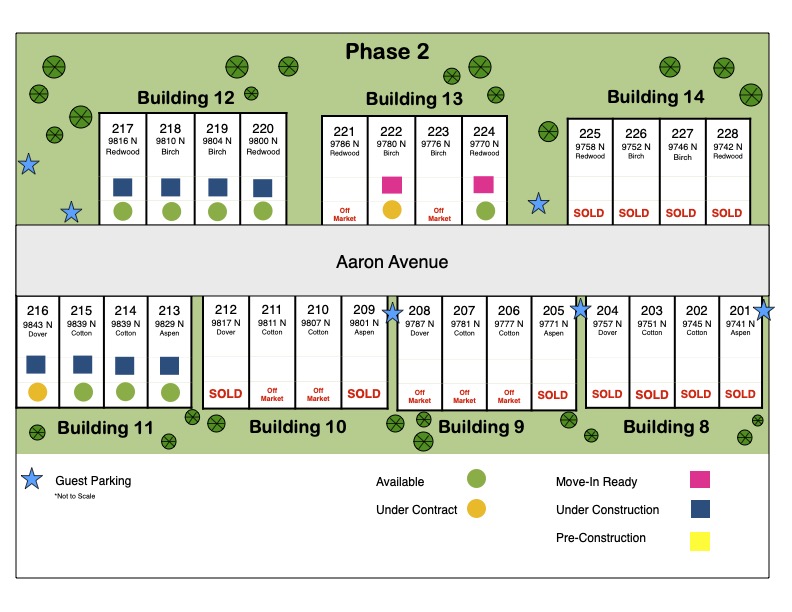 Phase 2
Building 12
Building 13
Building 14
217
9816 N
Redwood
218
9810 N
Birch
219
9804 N
Birch
220
9800 N
Redwood
221
9786 N
Redwood
Off
Market
222
9780 N
Birch
223
9776 N
Birch
Off
Market
224
9770 N
Redwood
225
9758 N
Redwood
SOLD
226
9752 N
Birch
SOLD
227
9746 N
Birch
SOLD
228
9742 N
Redwood
SOLD
Aaron Avenue
216
9843 N
Dover
215
9839 N
Cotton
214
9839 N
Cotton
213
9829 N
Aspen
212
9817 N
Dover
SOLD
211
9811 N
Cotton
Off
Market
210
9807 N
Cotton
Off
Market
209
9801 N
Aspen
SOLD
208
9787 N
Dover
Off
Market
207
9781 N
Cotton
Off
Market
206
9777 N
Cotton
Off
Market
205
9771 N
Aspen
SOLD
204
9757 N
Dover
SOLD
203
9751 N
Cotton
SOLD
202
9745 N
Cotton
SOLD
201
9741 N
Aspen
SOLD
Building 11
Building 10
Building 9
Building 8
Guest Parking
*Not to Scale
Available
Under Contract
Move-In Ready
Under Construction
Pre-Construction